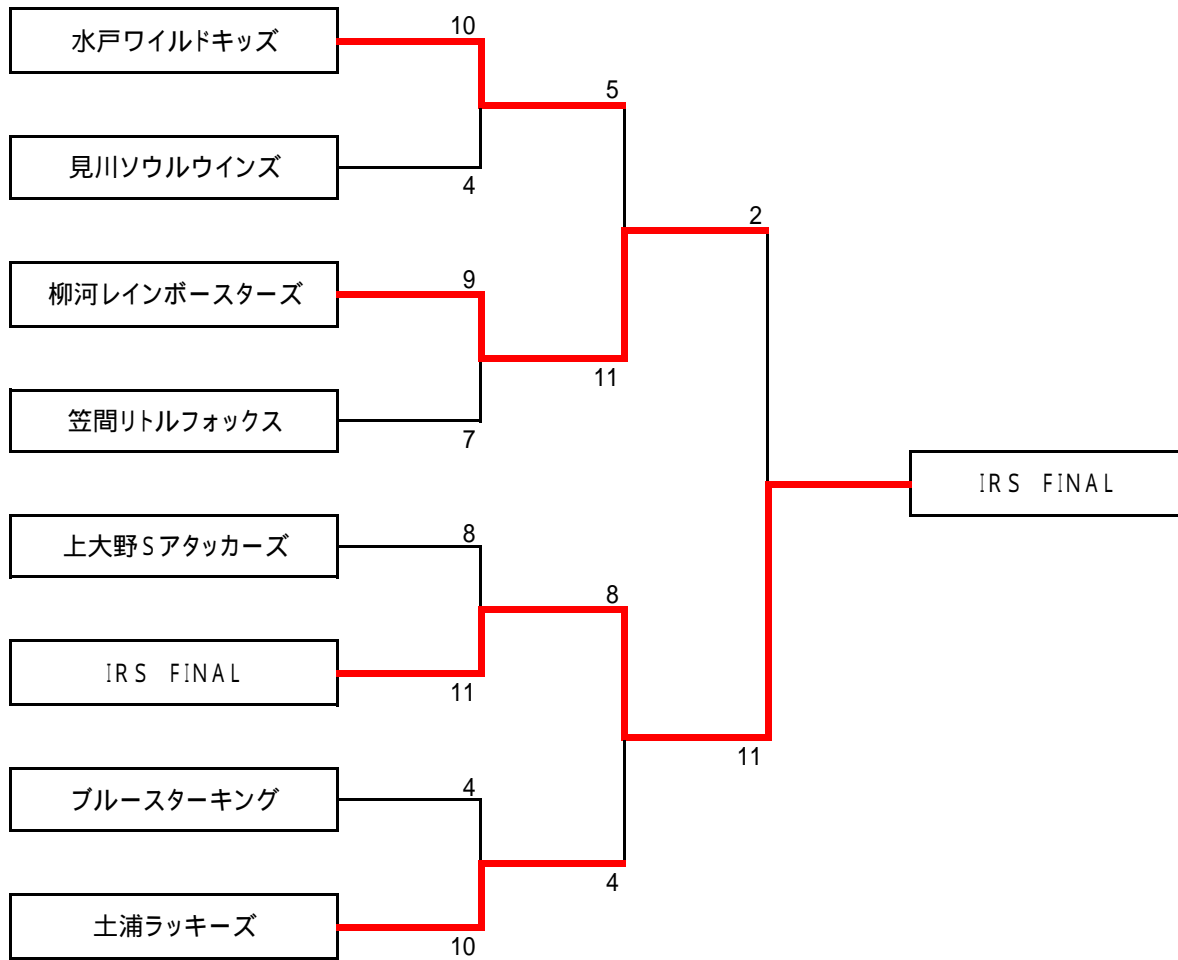 10
水戸ワイルドキッズ
5
見川ソウルウインズ
4
2
9
柳河レインボースターズ
11
笠間リトルフォックス
7
IRS FINAL
8
上大野Sアタッカーズ
8
IRS FINAL
11
11
4
ブルースターキング
4
土浦ラッキーズ
10